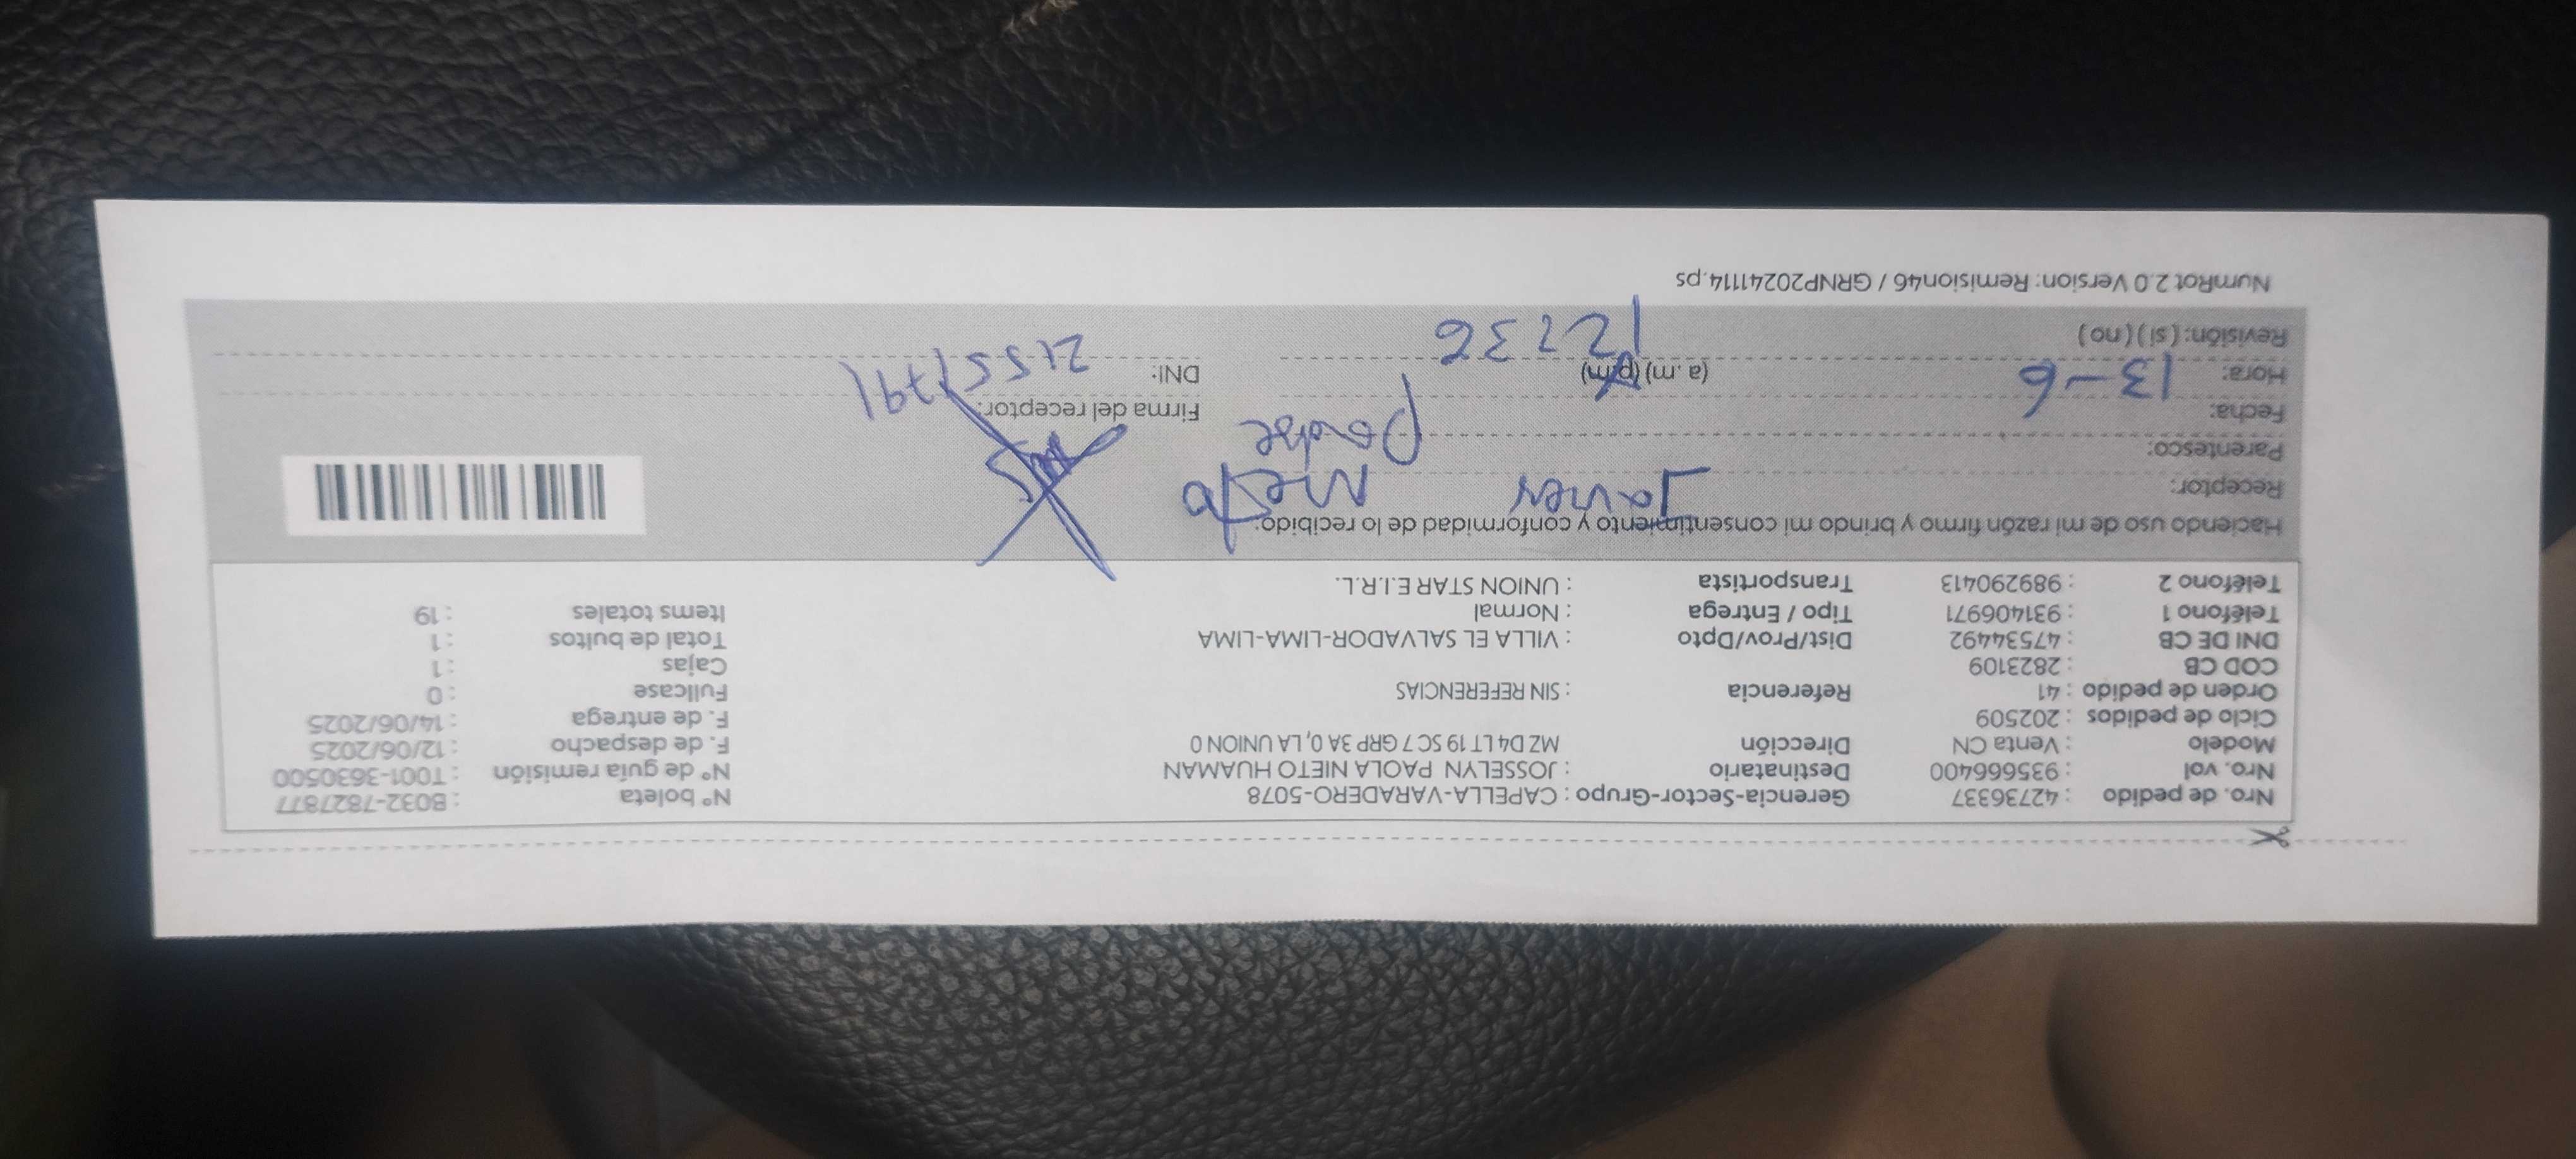 Nro. de pedido : 42736337 Gerencia-Sector-Grupo : CAPELLA-VARADERO-5078 N° boleta : B032-7827877
Nro. vol : 935666400 Destinatario : JOSSELYN PAOLA NIETO HUAMAN N° de guía remisión : T001-3630500
Modelo : Venta CN Dirección MZ D4 LT 19 SC 7 GRP 3A 0, LA UNION 0 F. de despacho : 12/06/2025
Ciclo de pedidos : 202509 F. de entrega : 14/06/2025
Orden de pedido : 41 Referencia : SIN REFERENCIAS Fullcase : 0
COD CB : 2823109 Cajas : 1
DNI DE CB : 47534492 Dist/Prov/Dpto : VILLA EL SALVADOR-LIMA-LIMA Total de bultos : 1
Teléfono 1 : 931406971 Tipo / Entrega : Normal Items totales : 19
Teléfono 2 : 989290413 Transportista : UNION STAR E.I.R.L.
Haciendo uso de mi razón firmo y brindo mi consentimiento y conformidad de lo recibido:
Receptor: Javier Nieto
Parentesco: padre
Fecha: 13-6 Firma del receptor:
Hora: (a. m) (p.m) DNI: 21551791
Revisión: (si) (no) 12:36
NumRot 2.0 Version: Remision46 / GRNP20241114.ps